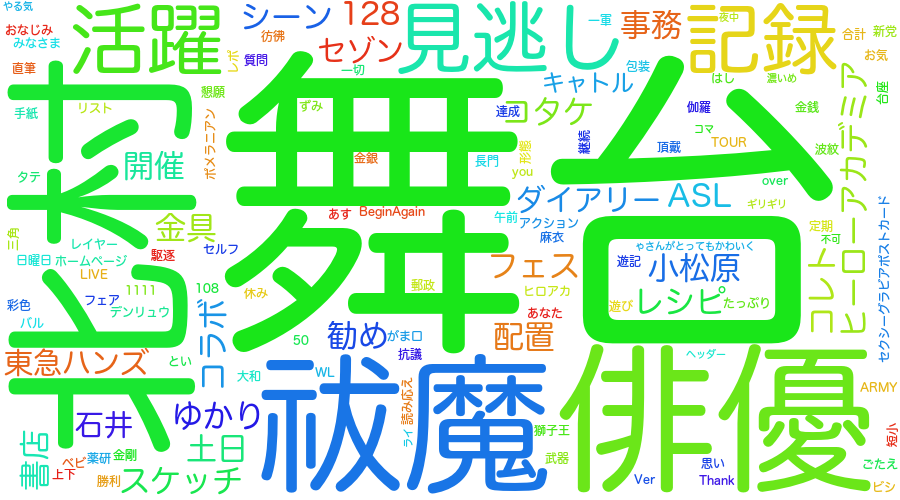 やる気
おなじみ
みなさま
直筆
手紙
リスト
タテ
三角
レイヤー
日曜日
ホームページ
LIVE
1111
彩色
フェア
デンリュウ
バル
東急ハンズ
とい
石井
書店
ベビ
上下
薬研
金剛
勝利
スケッチ
土日
ゆかり
大和
WL
活躍
木村
開催
金具
駆逐
セルフ
108
コラボ
ポメラニアン
懇願
レポ
質問
彷彿
シーン
128
セゾン
一切
ずみ
舞台
金銀
あす
BeginAgain
休み
郵政
50
勧め
がま口
抗議
読み応え
ライ
祓魔
俳優
見逃し
一軍
事務
記録
夜中
合計
新党
お気
包装
はし
温いめ
キャトル
コタケ
達成
伽羅
金銭
台座
コマ
TOUR
継続
頂戴
波紋
長門
形態
you
over
ギリギリ
ダイアリー
ASL
午前
アクション
麻衣
定期
不可
ゃさんがとってもかわいく
遊記
小松原
フェス
ヒロアカ
レシピ
たっぷり
遊び
あなた
配置
コレト
ヒーローアカデミア
セクシーグラビアポストカード
ヘッダー
ARMY
獅子王
武器
短小
ごたえ
思い
Ver
Thank
ビシ